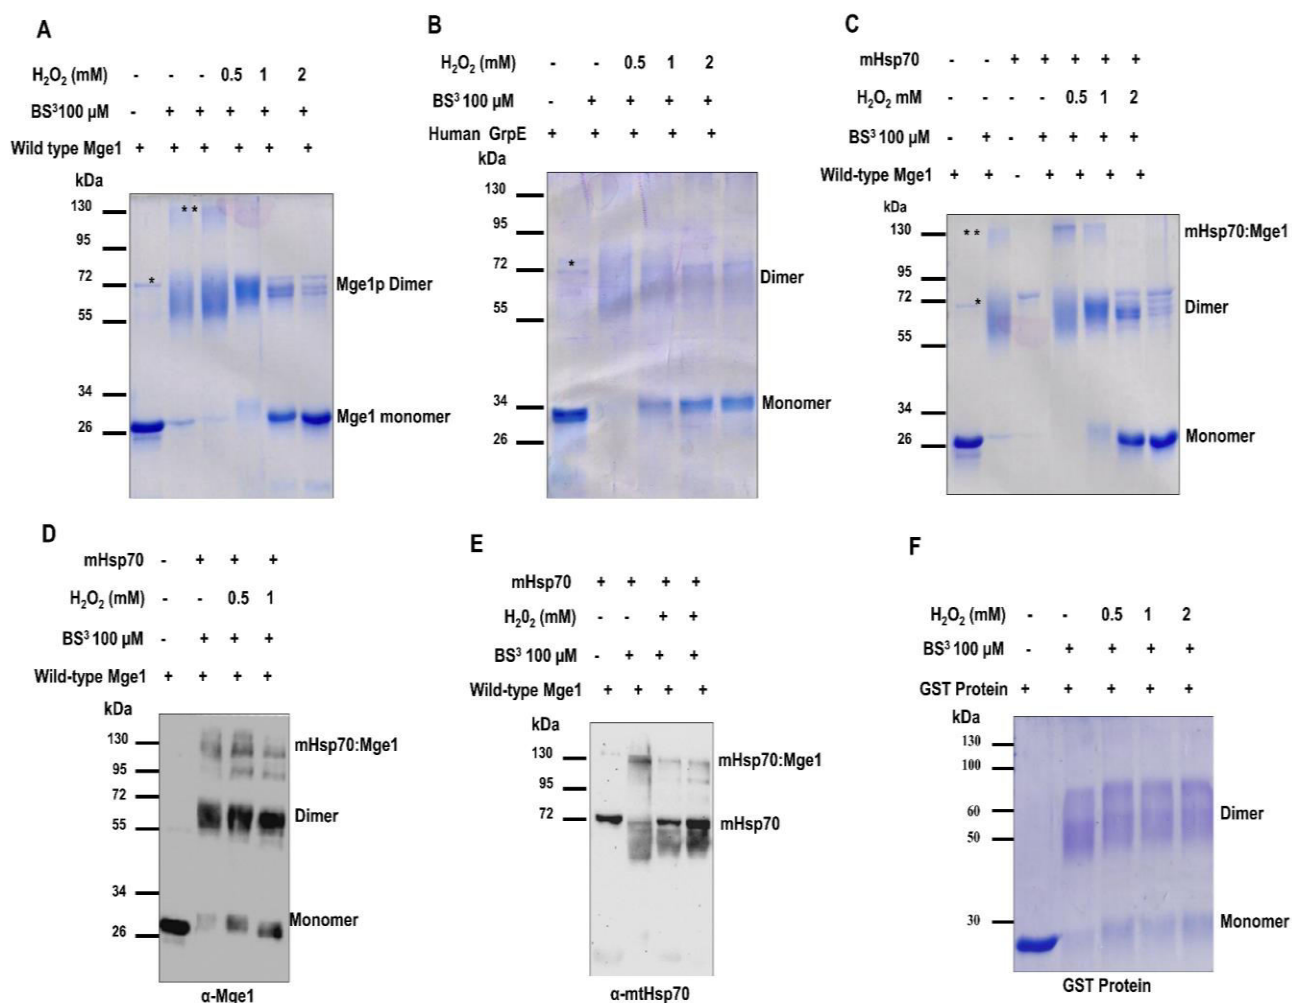 A
H₂O₂ (mM) - - - 0.5 1 2
BS³100 µM - + + + + +
Wild type Mge1 + + + + + +
kDa
130
95
72
55
34
26
**
*
Mge1p Dimer
Mge1 monomer
B
H₂O₂ (mM) - - 0.5 1 2
BS³ 100 µM - + + + +
Human GrpE + + + + +
kDa
130
95
72
55
34
26
*
Dimer
Monomer
C
mHsp70 - - + + + + +
H₂O₂ mM - - - - 0.5 1 2
BS³ 100 µM - + - + + + +
Wild-type Mge1 + + - + + + +
kDa
130
95
72
55
34
26
**
*
mHsp70:Mge1
Dimer
Monomer
D
mHsp70 - + + +
H₂O₂ (mM) - - 0.5 1
BS³ 100 µM - + + +
Wild-type Mge1 + + + +
kDa
130
95
72
55
34
26
mHsp70:Mge1
Dimer
Monomer
α-Mge1
E
mHsp70 + + + +
H₂0₂ (mM) - - + +
BS³ 100 µM - + + +
Wild-type Mge1 + + + +
kDa
130
95
72
mHsp70:Mge1
mHsp70
α-mtHsp70
F
H₂O₂ (mM) - - 0.5 1 2
BS³ 100 µM - + + + +
GST Protein + + + + +
kDa
130
100
60
50
30
Dimer
Monomer
GST Protein